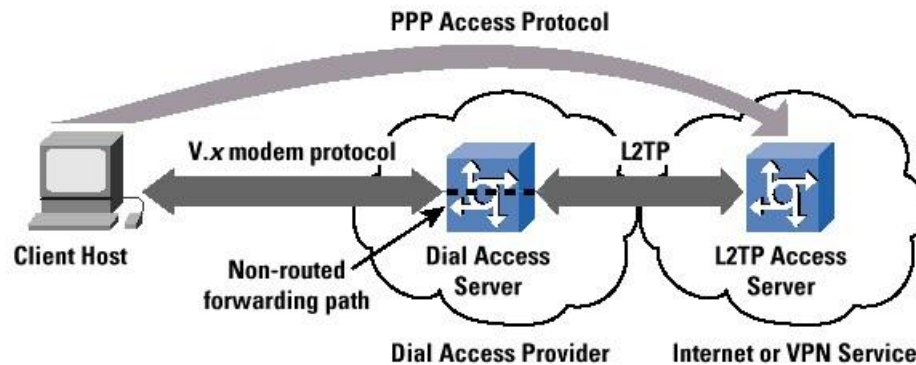 PPP Access Protocol
V.x modem protocol
L2TP
Client Host
Non-routed
forwarding path
Dial Access
Server
L2TP Access
Server
Dial Access Provider
Internet or VPN Service